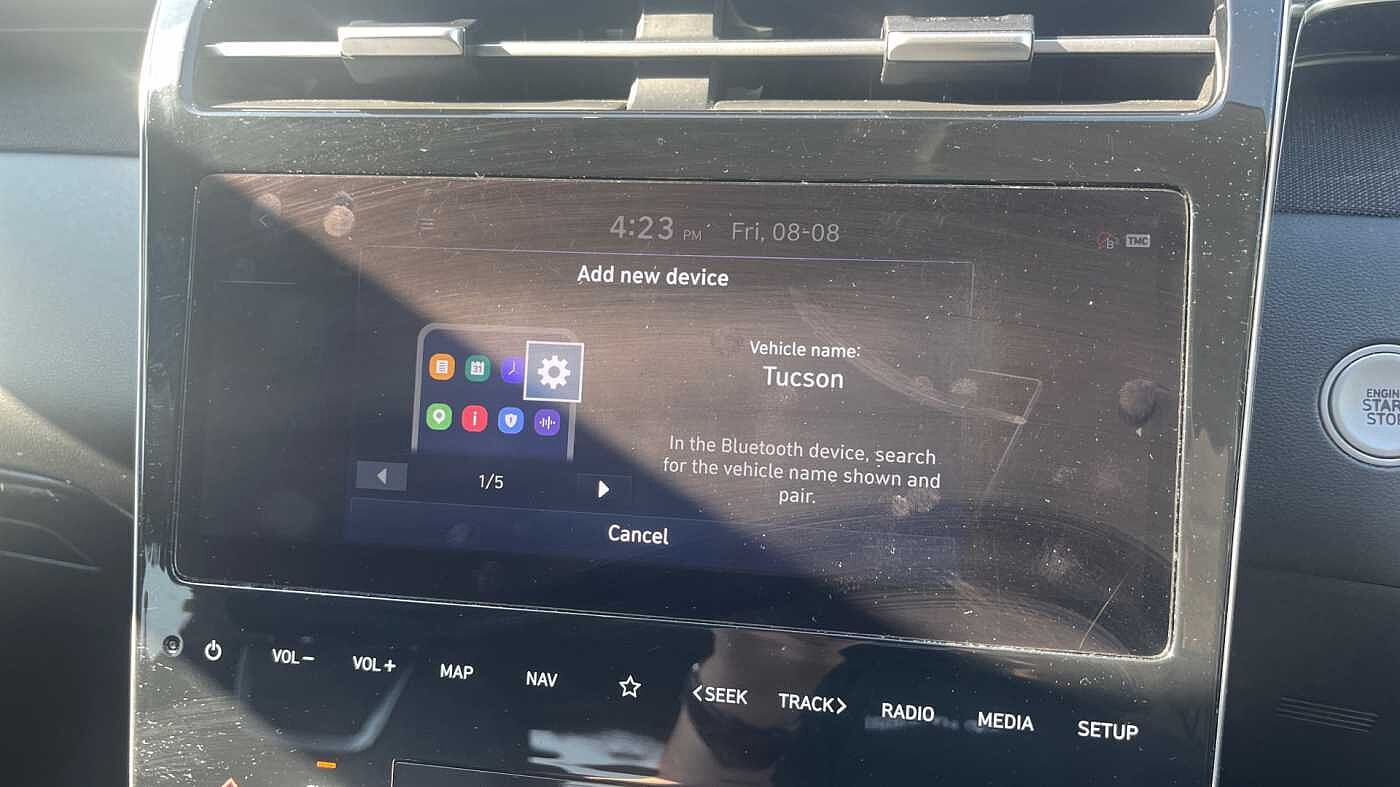 4:23 PM Fri, 08-08
B TMC
Add new device
31
Vehicle name:
Tucson
In the Bluetooth device, search
for the vehicle name shown and
pair.
1/5
Cancel
VOL− VOL+ MAP NAV <SEEK TRACK> RADIO MEDIA SETUP